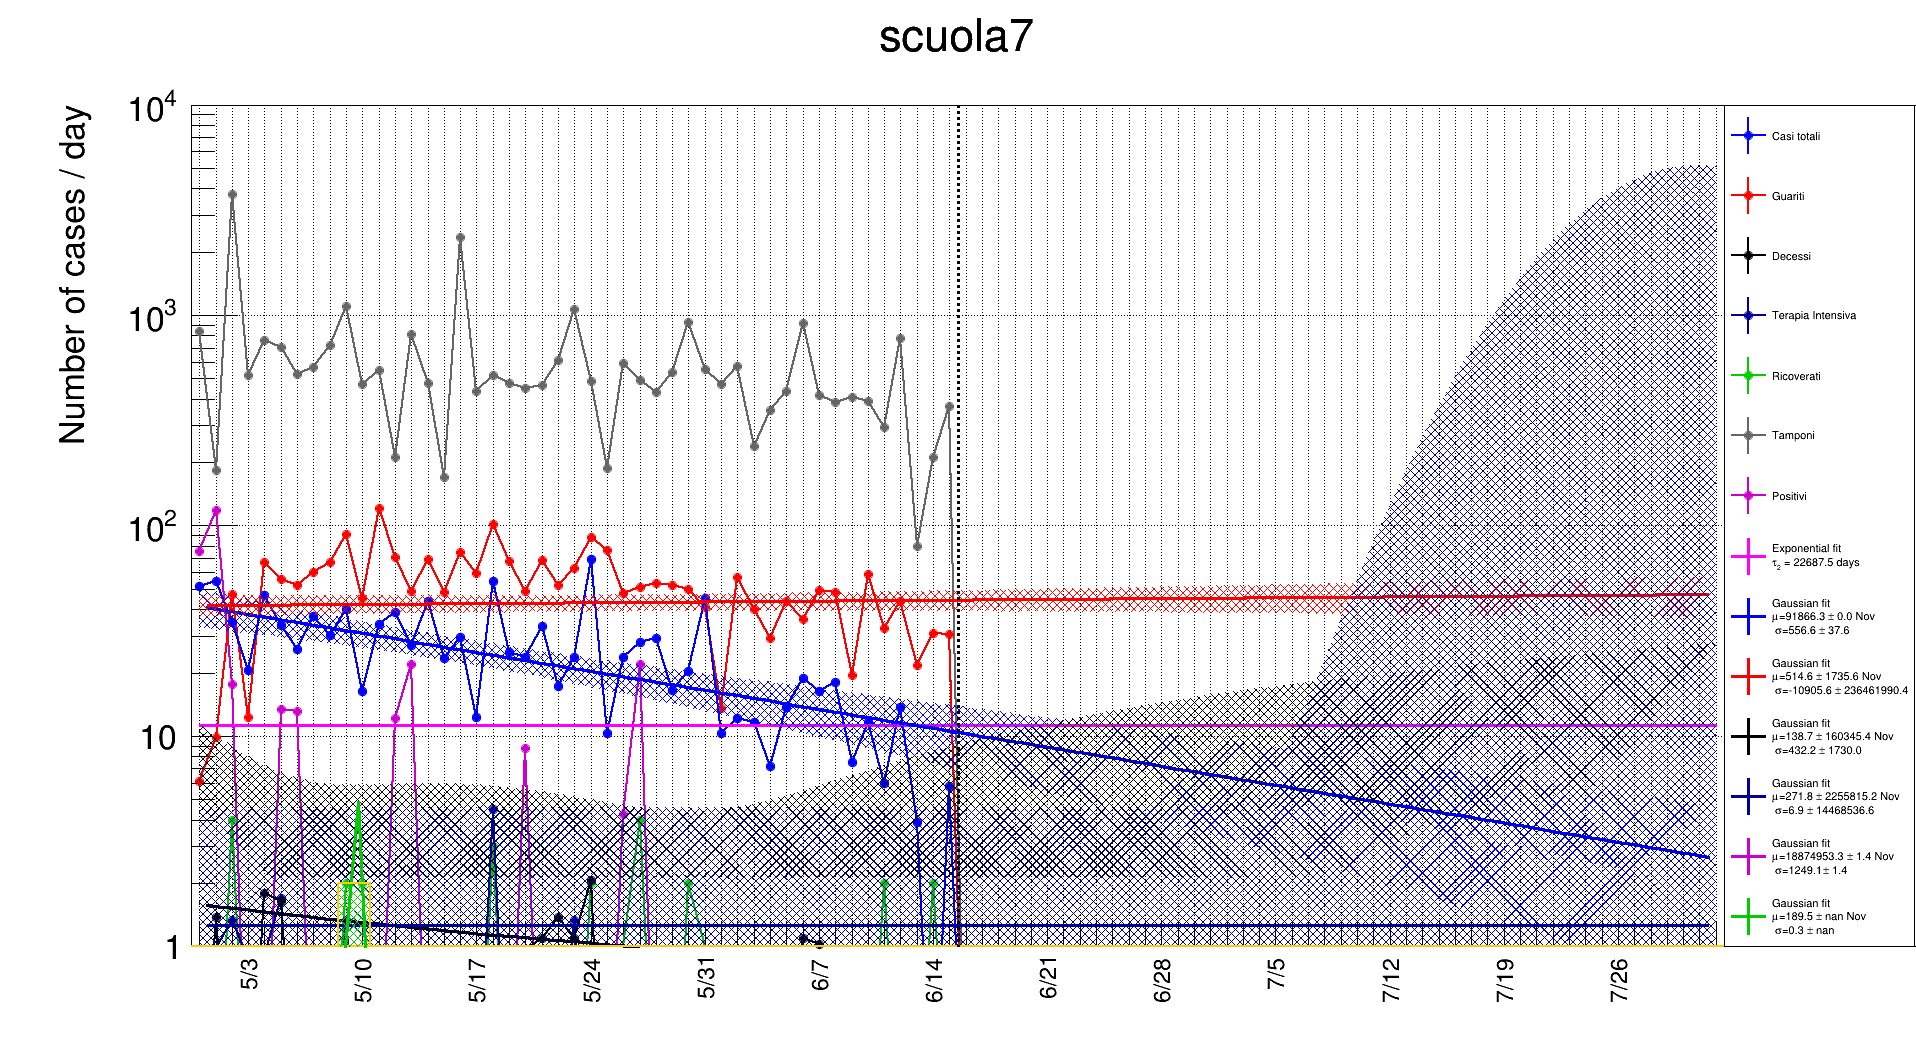 scuola7
Number of cases / day
10^4
10^3
10^2
10
1
5/3
5/10
5/17
5/24
5/31
6/7
6/14
6/21
6/28
7/5
7/12
7/19
7/26
Casi totali
Guariti
Decessi
Terapia Intensiva
Ricoverati
Tamponi
Positivi
Exponential fit
τ₂ = 22687.5 days
Gaussian fit
μ=91866.3 ± 0.0 Nov
σ=556.6 ± 37.6
Gaussian fit
μ=514.6 ± 1735.6 Nov
σ=-10905.6 ± 236461990.4
Gaussian fit
μ=138.7 ± 160345.4 Nov
σ=432.2 ± 1730.0
Gaussian fit
μ=271.8 ± 2255815.2 Nov
σ=6.9 ± 14468536.6
Gaussian fit
μ=18874953.3 ± 1.4 Nov
σ=1249.1 ± 1.4
Gaussian fit
μ=189.5 ± nan Nov
σ=0.3 ± nan